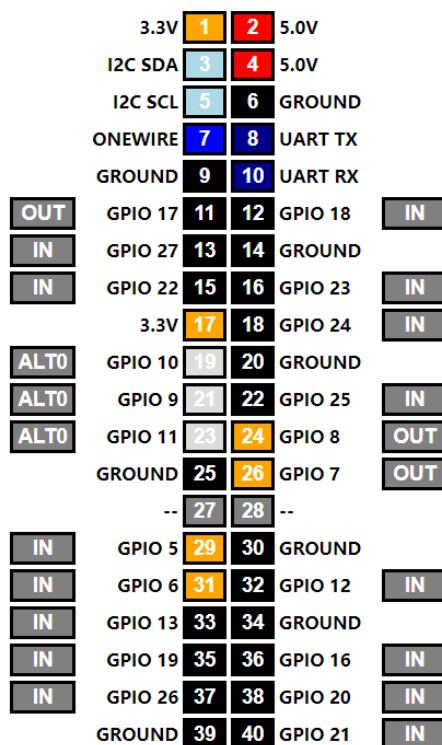 3.3V 1 2 5.0V
I2C SDA 3 4 5.0V
I2C SCL 5 6 GROUND
ONEWIRE 7 8 UART TX
GROUND 9 10 UART RX
OUT GPIO 17 11 12 GPIO 18 IN
IN GPIO 27 13 14 GROUND
IN GPIO 22 15 16 GPIO 23 IN
3.3V 17 18 GPIO 24 IN
ALT0 GPIO 10 19 20 GROUND
ALT0 GPIO 9 21 22 GPIO 25 IN
ALT0 GPIO 11 23 24 GPIO 8 OUT
GROUND 25 26 GPIO 7 OUT
-- 27 28 --
IN GPIO 5 29 30 GROUND
IN GPIO 6 31 32 GPIO 12 IN
IN GPIO 13 33 34 GROUND
IN GPIO 19 35 36 GPIO 16 IN
IN GPIO 26 37 38 GPIO 20 IN
GROUND 39 40 GPIO 21 IN